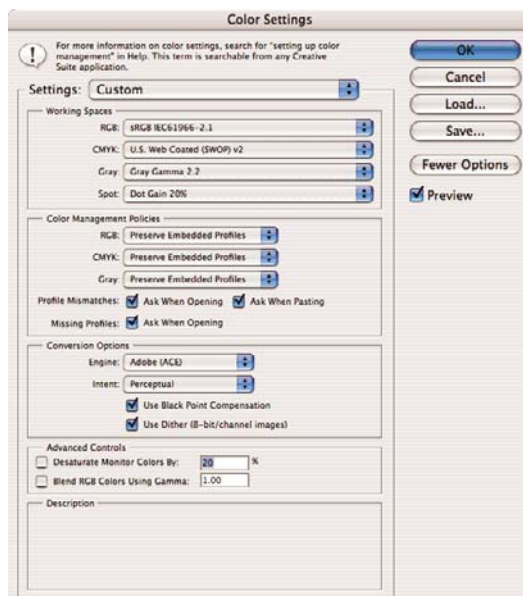 Color Settings
For more information on color settings, search for "setting up color
management" in Help. This term is searchable from any Creative
Suite application.
OK
Cancel
Load...
Save...
Fewer Options
Preview
Settings: Custom
Working Spaces
RGB: sRGB IEC61966-2.1
CMYK: U.S. Web Coated (SWOP) v2
Gray: Gray Gamma 2.2
Spot: Dot Gain 20%
Color Management Policies
RGB: Preserve Embedded Profiles
CMYK: Preserve Embedded Profiles
Gray: Preserve Embedded Profiles
Profile Mismatches: Ask When Opening Ask When Pasting
Missing Profiles: Ask When Opening
Conversion Options
Engine: Adobe (ACE)
Intent: Perceptual
Use Black Point Compensation
Use Dither (8-bit/channel images)
Advanced Controls
Desaturate Monitor Colors By: 20 %
Blend RGB Colors Using Gamma: 1.00
Description